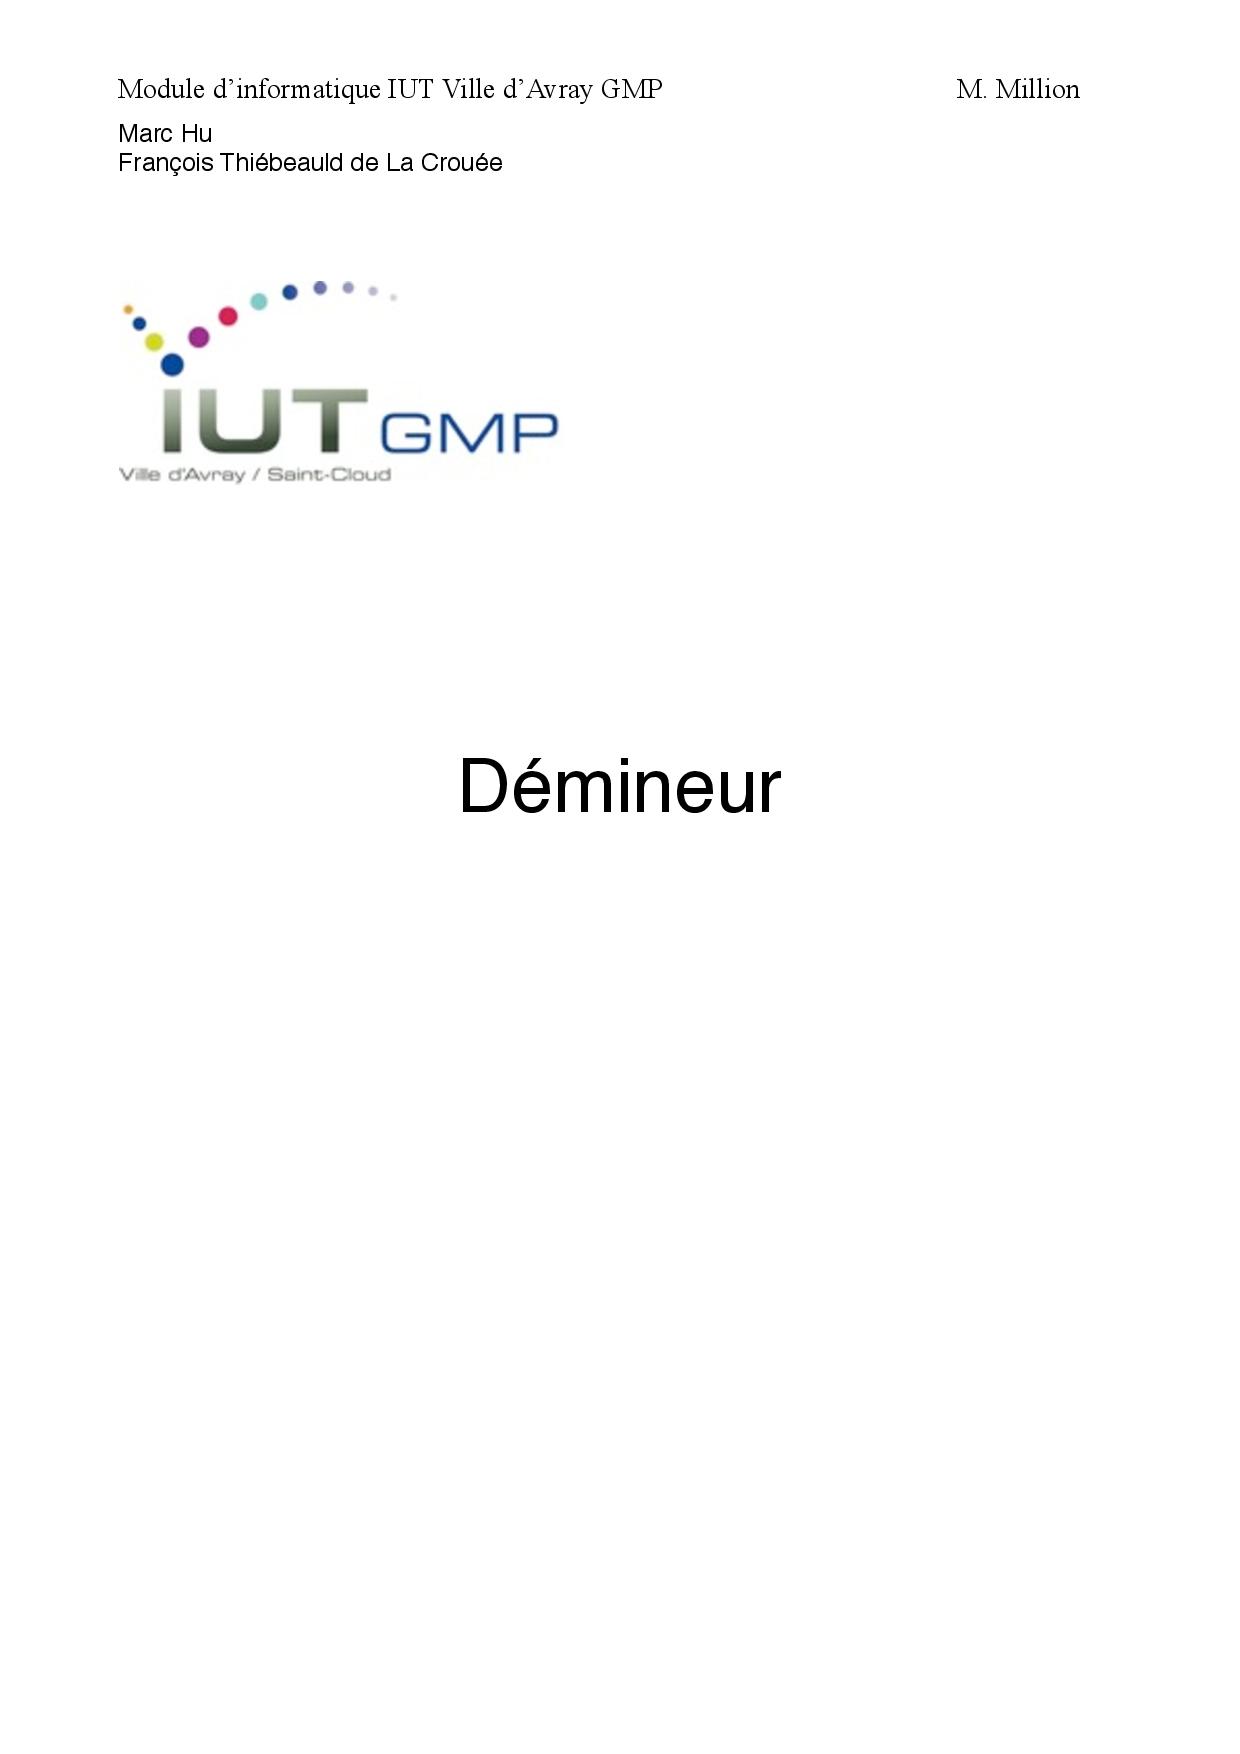 Module d’informatique IUT Ville d’Avray GMP M. Million
Marc Hu
François Thiébeauld de La Crouée
IUT GMP
Ville d'Avray / Saint-Cloud
Démineur